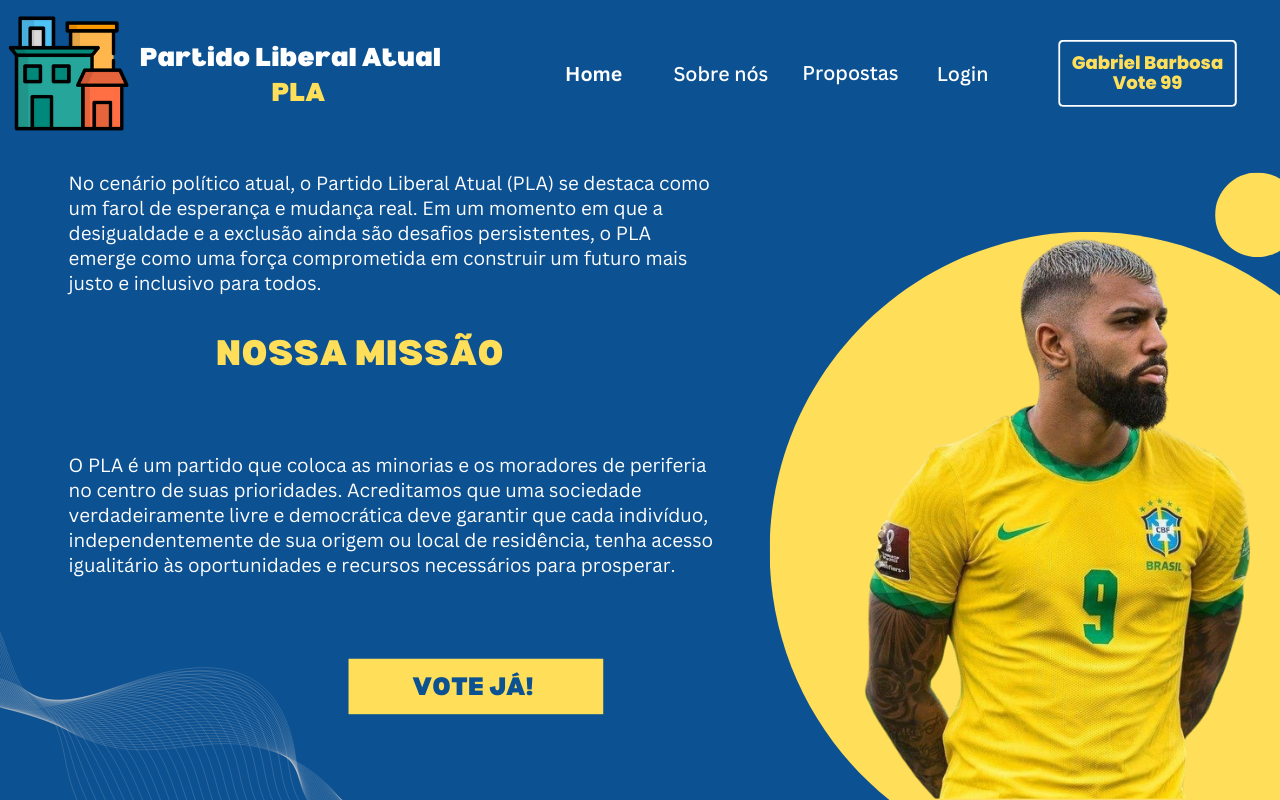 Partido Liberal Atual
PLA
Home
Sobre nós
Propostas
Login
Gabriel Barbosa
Vote 99
No cenário político atual, o Partido Liberal Atual (PLA) se destaca como
um farol de esperança e mudança real. Em um momento em que a
desigualdade e a exclusão ainda são desafios persistentes, o PLA
emerge como uma força comprometida em construir um futuro mais
justo e inclusivo para todos.
NOSSA MISSÃO
O PLA é um partido que coloca as minorias e os moradores de periferia
no centro de suas prioridades. Acreditamos que uma sociedade
verdadeiramente livre e democrática deve garantir que cada indivíduo,
independentemente de sua origem ou local de residência, tenha acesso
igualitário às oportunidades e recursos necessários para prosperar.
VOTE JÁ!
CBF
BRASIL
9